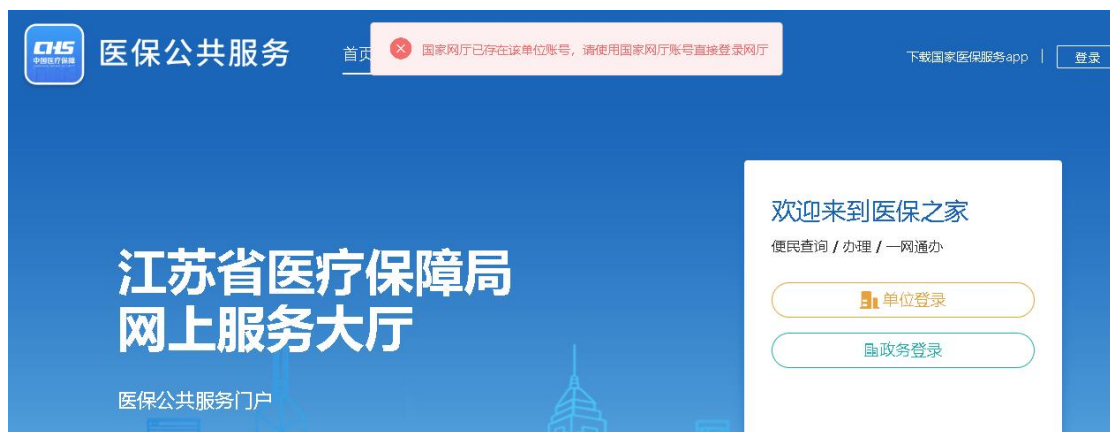 CHS
中国医疗保障
医保公共服务
首页
国家网厅已存在该单位账号，请使用国家网厅账号直接登录网厅
下载国家医保服务app | 登录
欢迎来到医保之家
便民查询 / 办理 / 一网通办
单位登录
政务登录
江苏省医疗保障局
网上服务大厅
医保公共服务门户